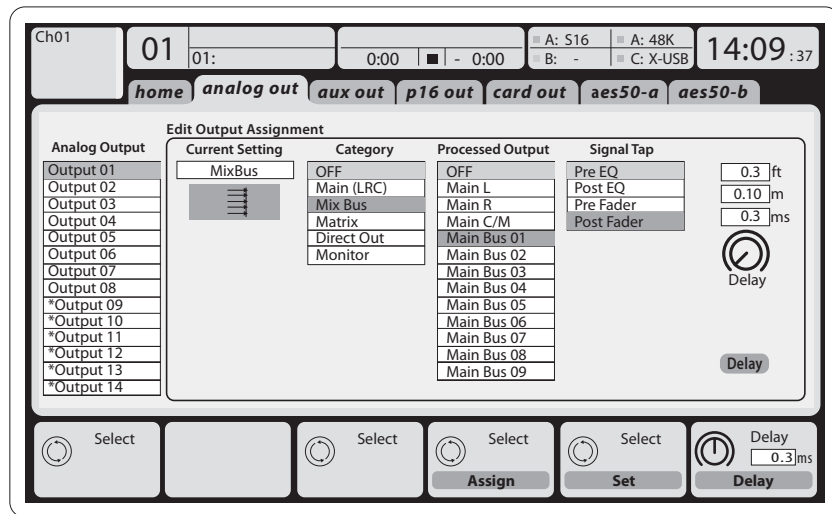 Ch01
01
01:
0:00 - 0:00
A: S16
A: 48K
B: -
C: X-USB
14:09 :37
home
analog out
aux out
p16 out
card out
aes50-a
aes50-b
Edit Output Assignment
Analog Output
Current Setting
Category
Processed Output
Signal Tap
Output 01
Output 02
Output 03
Output 04
Output 05
Output 06
Output 07
Output 08
*Output 09
*Output 10
*Output 11
*Output 12
*Output 13
*Output 14
MixBus
OFF
Main (LRC)
Mix Bus
Matrix
Direct Out
Monitor
OFF
Main L
Main R
Main C/M
Main Bus 01
Main Bus 02
Main Bus 03
Main Bus 04
Main Bus 05
Main Bus 06
Main Bus 07
Main Bus 08
Main Bus 09
Pre EQ
Post EQ
Pre Fader
Post Fader
0.3 ft
0.10 m
0.3 ms
Delay
Delay
Select
Select
Select
Assign
Select
Set
Delay
0.3 ms
Delay